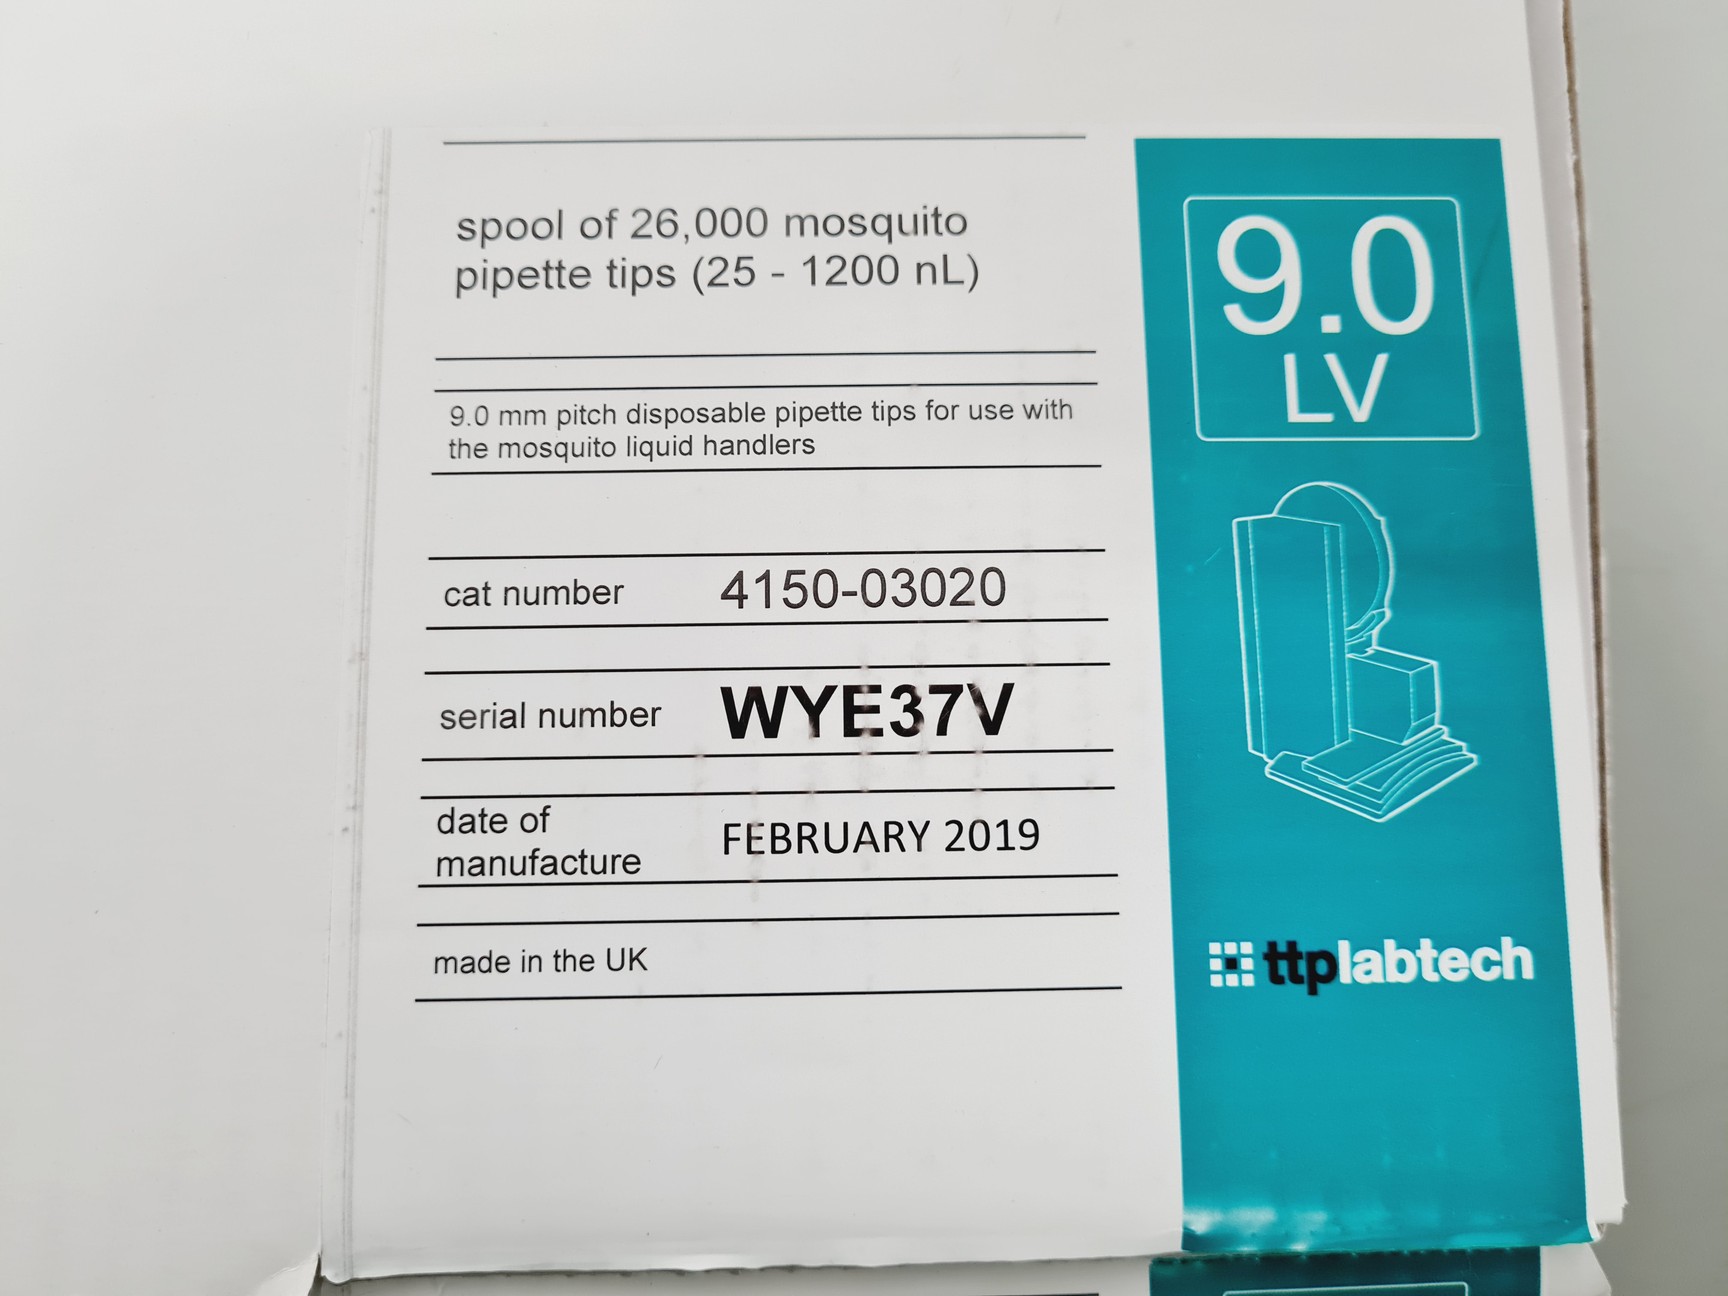 spool of 26,000 mosquito
pipette tips (25 - 1200 nL)
9.0 mm pitch disposable pipette tips for use with
the mosquito liquid handlers
cat number 4150-03020
serial number WYE37V
date of
manufacture FEBRUARY 2019
made in the UK
9.0
LV
ttplabtech